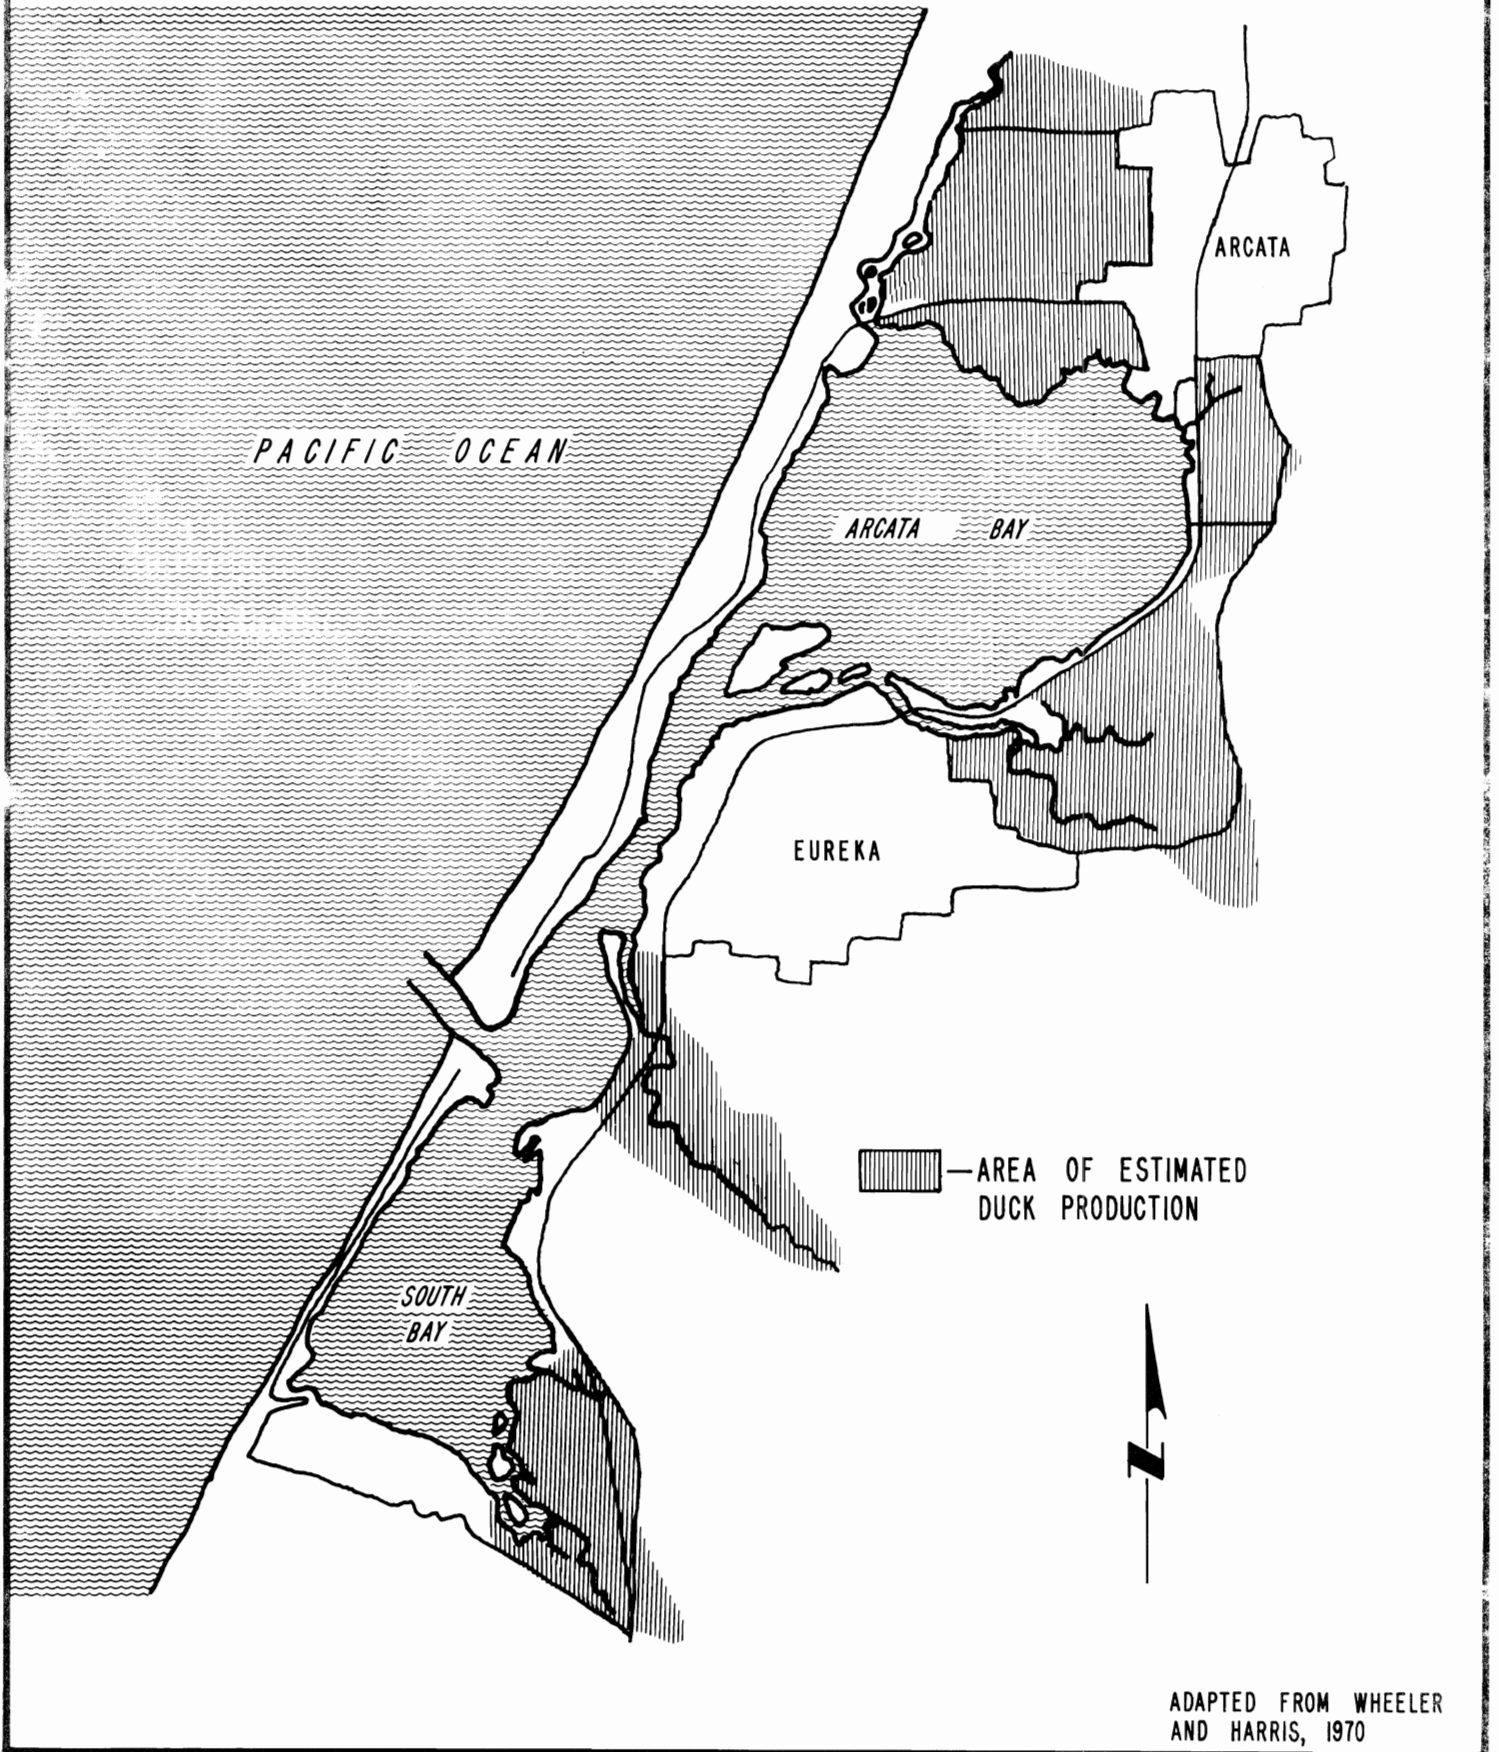 ARCATA
PACIFIC OCEAN
ARCATA BAY
EUREKA
—AREA OF ESTIMATED
DUCK PRODUCTION
SOUTH
BAY
N
ADAPTED FROM WHEELER
AND HARRIS, 1970